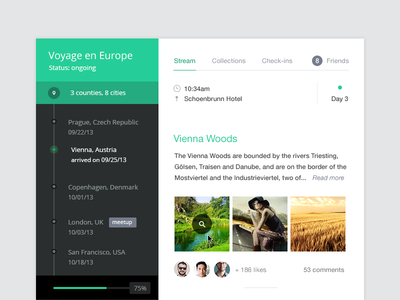 Voyage en Europe
Status: ongoing
3 counties, 8 cities
Prague, Czech Republic
09/22/13
Vienna, Austria
arrived on 09/25/13
Copenhagen, Denmark
10/01/13
London, UK meetup
10/03/13
San Francisco, USA
10/18/13
75%
Stream Collections Check-ins 8 Friends
10:34am
Schoenbrunn Hotel
Day 3
Vienna Woods
The Vienna Woods are bounded by the rivers Triesting,
Gölsen, Traisen and Danube, and are on the border of the
Mostviertel and the Industrieviertel, two of... Read more
+ 186 likes 53 comments